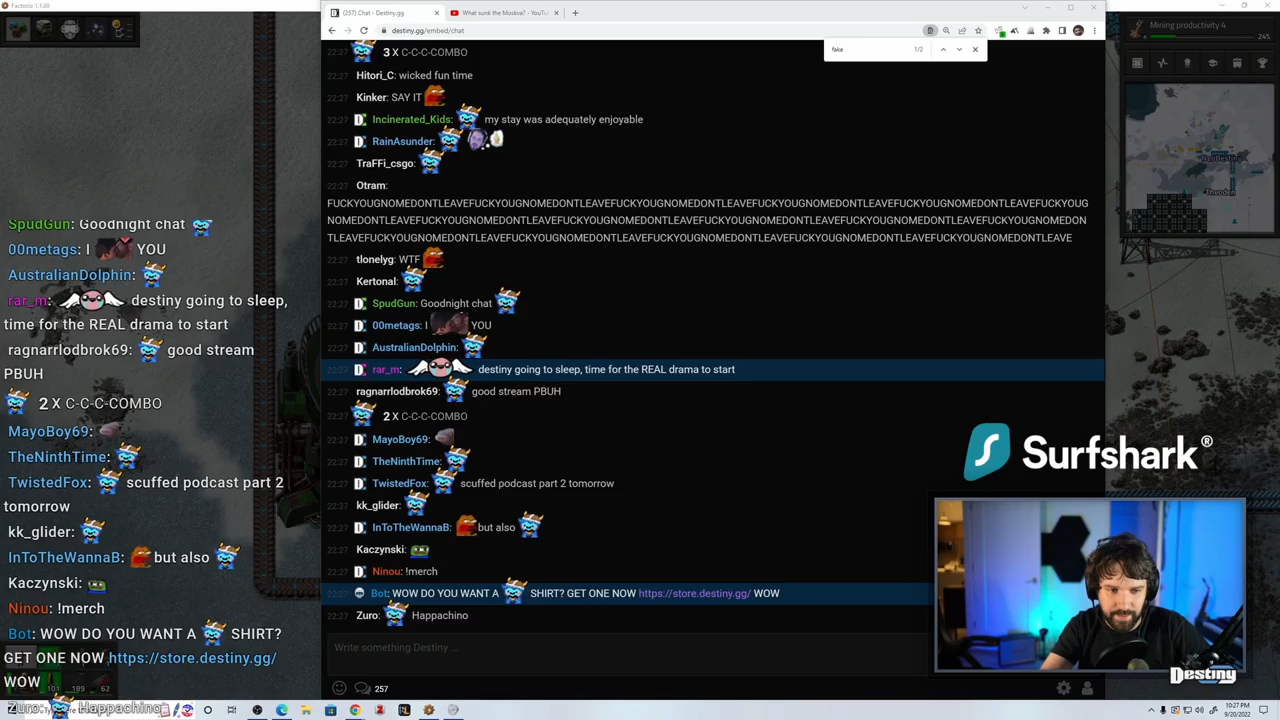 Factorio 1.1.69
(257) Chat - Destiny.gg
What sunk the Moskva? - YouTu
destiny.gg/embed/chat
fake
1/2
Mining productivity 4
24%
NeoDestiny
22:27 3 X C-C-C-COMBO
22:27 Hitori_C: wicked fun time
22:27 Kinker: SAY IT
22:27 Incinerated_Kids: my stay was adequately enjoyable
22:27 RainAsunder:
22:27 TraFFi_csgo:
22:27 Otram:
FUCKYOUGNOMEDONTLEAVEFUCKYOUGNOMEDONTLEAVEFUCKYOUGNOMEDONTLEAVEFUCKYOUGNOMEDONTLEAVEFUCKYOUG
NOMEDONTLEAVEFUCKYOUGNOMEDONTLEAVEFUCKYOUGNOMEDONTLEAVEFUCKYOUGNOMEDONTLEAVEFUCKYOUGNOMEDON
TLEAVEFUCKYOUGNOMEDONTLEAVEFUCKYOUGNOMEDONTLEAVEFUCKYOUGNOMEDONTLEAVEFUCKYOUGNOMEDONTLEAVE
22:27 tlonelyg: WTF
22:27 Kertonal:
22:27 SpudGun: Goodnight chat
22:27 00metags: I YOU
22:27 AustralianDolphin:
22:27 rar_m: destiny going to sleep, time for the REAL drama to start
22:27 ragnarrlodbrok69: good stream PBUH
22:27 2 X C-C-C-COMBO
22:27 MayoBoy69:
22:27 TheNinthTime:
22:27 TwistedFox: scuffed podcast part 2 tomorrow
22:27 kk_glider:
22:27 InToTheWannaB: but also
22:27 Kaczynski:
22:27 Ninou: !merch
22:27 Bot: WOW DO YOU WANT A SHIRT? GET ONE NOW https://store.destiny.gg/ WOW
22:27 Zuro: Happachino
Write something Destiny ...
257
SpudGun: Goodnight chat
00metags: I YOU
AustralianDolphin:
rar_m: destiny going to sleep,
time for the REAL drama to start
ragnarrlodbrok69: good stream
PBUH
2 X C-C-C-COMBO
MayoBoy69:
TheNinthTime:
TwistedFox: scuffed podcast part 2
tomorrow
kk_glider:
InToTheWannaB: but also
Kaczynski:
Ninou: !merch
Bot: WOW DO YOU WANT A SHIRT?
GET ONE NOW https://store.destiny.gg/
WOW
101 189 62
Zuro: Happachino
Surfshark®
Destiny
10:27 PM
9/20/2022